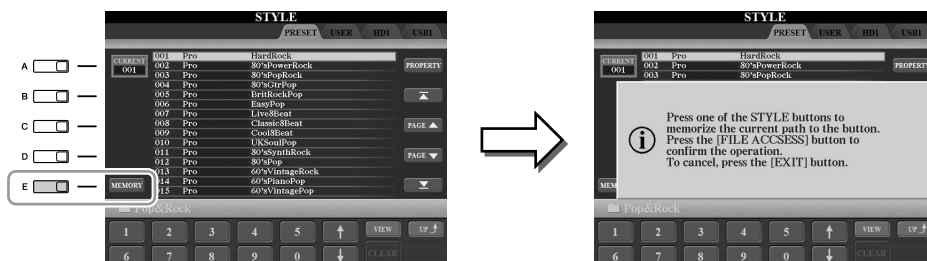 STYLE
PRESET USER HD1 USB1
A
B
C
D
E
CURRENT
001
001 Pro HardRock
002 Pro 80'sPowerRock
003 Pro 80'sPopRock
004 Pro 80'sGtrPop
005 Pro BritRockPop
006 Pro EasyPop
007 Pro Live8Beat
008 Pro Classic8Beat
009 Pro Cool8Beat
010 Pro UKSoulPop
011 Pro 80'sSynthRock
012 Pro 80'sPop
013 Pro 60'sVintageRock
014 Pro 60'sPianoPop
015 Pro 60'sVintagePop
PROPERTY
PAGE
PAGE
MEMORY
Pop&Rock
1 2 3 4 5 VIEW UP
6 7 8 9 0 CLEAR
STYLE
PRESET USER HD1 USB1
CURRENT
001
001 Pro HardRock
002 Pro 80'sPowerRock
003 Pro 80'sPopRock
PROPERTY
Press one of the STYLE buttons to
memorize the current path to the button.
Press the [FILE ACCSESS] button to
confirm the operation.
To cancel, press the [EXIT] button.
MEM
Pop&Rock
1 2 3 4 5 VIEW UP
6 7 8 9 0 CLEAR